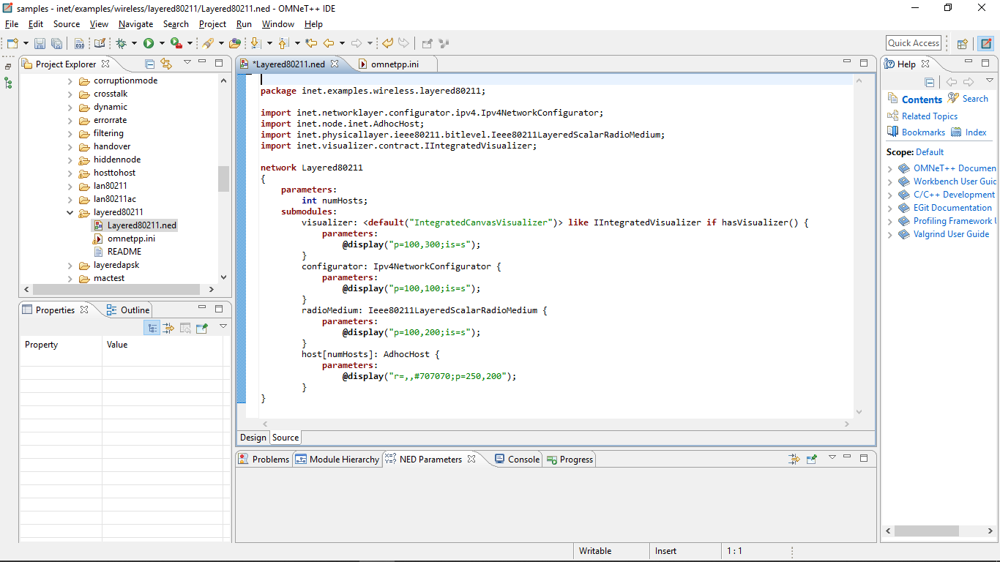 samples - inet/examples/wireless/layered80211/Layered80211.ned - OMNeT++ IDE
File Edit Source View Navigate Search Project Run Window Help
Quick Access
Project Explorer
corruptionmode
crosstalk
dynamic
errorrate
filtering
handover
hiddennode
hosttohost
lan80211
lan80211ac
layered80211
Layered80211.ned
omnetpp.ini
README
layeredapsk
mactest
Properties Outline
Property Value
*Layered80211.ned omnetpp.ini
package inet.examples.wireless.layered80211;
import inet.networklayer.configurator.ipv4.Ipv4NetworkConfigurator;
import inet.node.inet.AdhocHost;
import inet.physicallayer.ieee80211.bitlevel.Ieee80211LayeredScalarRadioMedium;
import inet.visualizer.contract.IIntegratedVisualizer;
network Layered80211
{
parameters:
int numHosts;
submodules:
visualizer: <default("IntegratedCanvasVisualizer")> like IIntegratedVisualizer if hasVisualizer() {
parameters:
@display("p=100,300;is=s");
}
configurator: Ipv4NetworkConfigurator {
parameters:
@display("p=100,100;is=s");
}
radioMedium: Ieee80211LayeredScalarRadioMedium {
parameters:
@display("p=100,200;is=s");
}
host[numHosts]: AdhocHost {
parameters:
@display("r=,,#707070;p=250,200");
}
}
Design Source
Problems Module Hierarchy NED Parameters Console Progress
Help
Contents Search
Related Topics
Bookmarks Index
Scope: Default
OMNeT++ Documen
Workbench User Guid
C/C++ Development
EGit Documentation
Profiling Framework U
Valgrind User Guide
Writable Insert 1 : 1